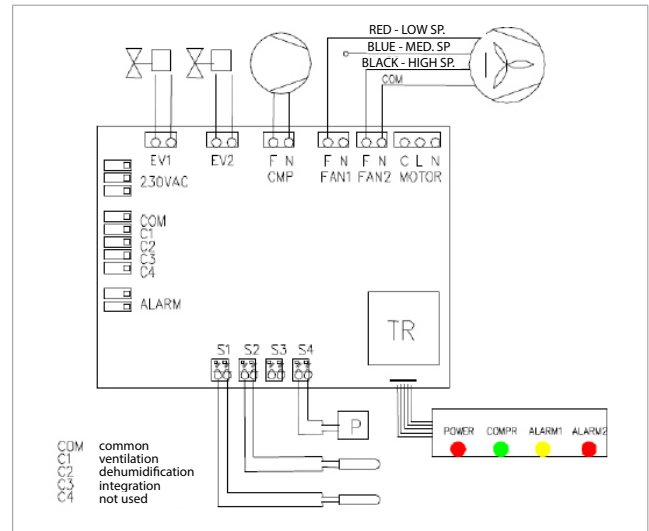 RED - LOW SP.
BLUE - MED. SP
BLACK - HIGH SP.
COM
EV1
EV2
F N
CMP
F N
FAN1
F N
FAN2
C L N
MOTOR
230VAC
COM
C1
C2
C3
C4
ALARM
TR
S1
S2
S3
S4
P
POWER
COMPR
ALARM1
ALARM2
COM common
C1 ventilation
C2 dehumidification
C3 integration
C4 not used